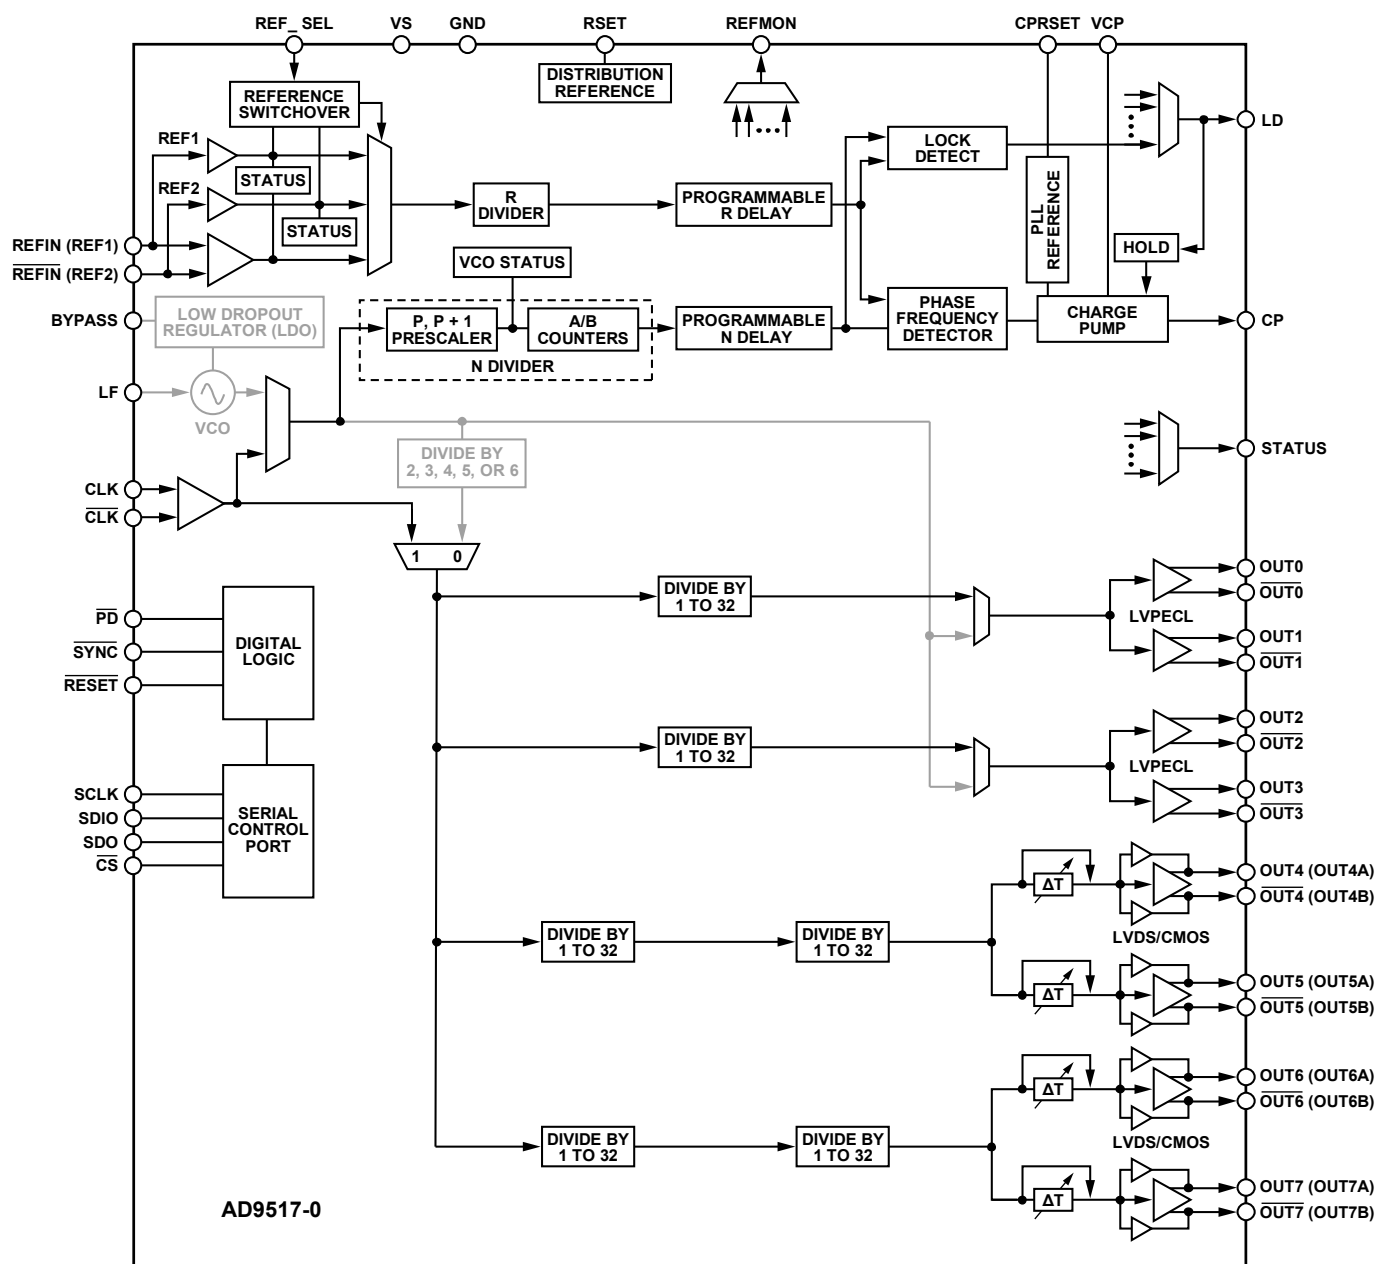 REF_ SEL
VS
GND
RSET
REFMON
CPRSET
VCP
DISTRIBUTION
REFERENCE
REFERENCE
SWITCHOVER
REF1
STATUS
REF2
STATUS
R
DIVIDER
PROGRAMMABLE
R DELAY
LOCK
DETECT
LD
PLL
REFERENCE
HOLD
REFIN (REF1)
REFIN (REF2)
BYPASS
LOW DROPOUT
REGULATOR (LDO)
VCO STATUS
P, P + 1
PRESCALER
A/B
COUNTERS
N DIVIDER
PROGRAMMABLE
N DELAY
PHASE
FREQUENCY
DETECTOR
CHARGE
PUMP
CP
LF
VCO
DIVIDE BY
2, 3, 4, 5, OR 6
STATUS
CLK
CLK
1 0
DIVIDE BY
1 TO 32
LVPECL
OUT0
OUT0
OUT1
OUT1
PD
SYNC
RESET
DIGITAL
LOGIC
DIVIDE BY
1 TO 32
LVPECL
OUT2
OUT2
OUT3
OUT3
SCLK
SDIO
SDO
CS
SERIAL
CONTROL
PORT
DIVIDE BY
1 TO 32
DIVIDE BY
1 TO 32
ΔT
ΔT
LVDS/CMOS
OUT4 (OUT4A)
OUT4 (OUT4B)
OUT5 (OUT5A)
OUT5 (OUT5B)
DIVIDE BY
1 TO 32
DIVIDE BY
1 TO 32
ΔT
ΔT
LVDS/CMOS
OUT6 (OUT6A)
OUT6 (OUT6B)
OUT7 (OUT7A)
OUT7 (OUT7B)
AD9517-0